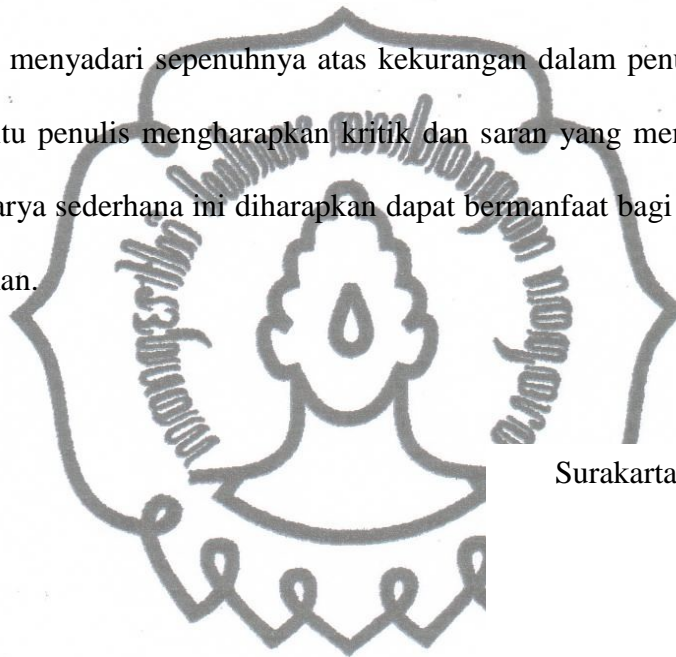 menyadari sepenuhnya atas kekurangan dalam penu
tu penulis mengharapkan kritik dan saran yang mer
arya sederhana ini diharapkan dapat bermanfaat bagi
an.
Surakarta